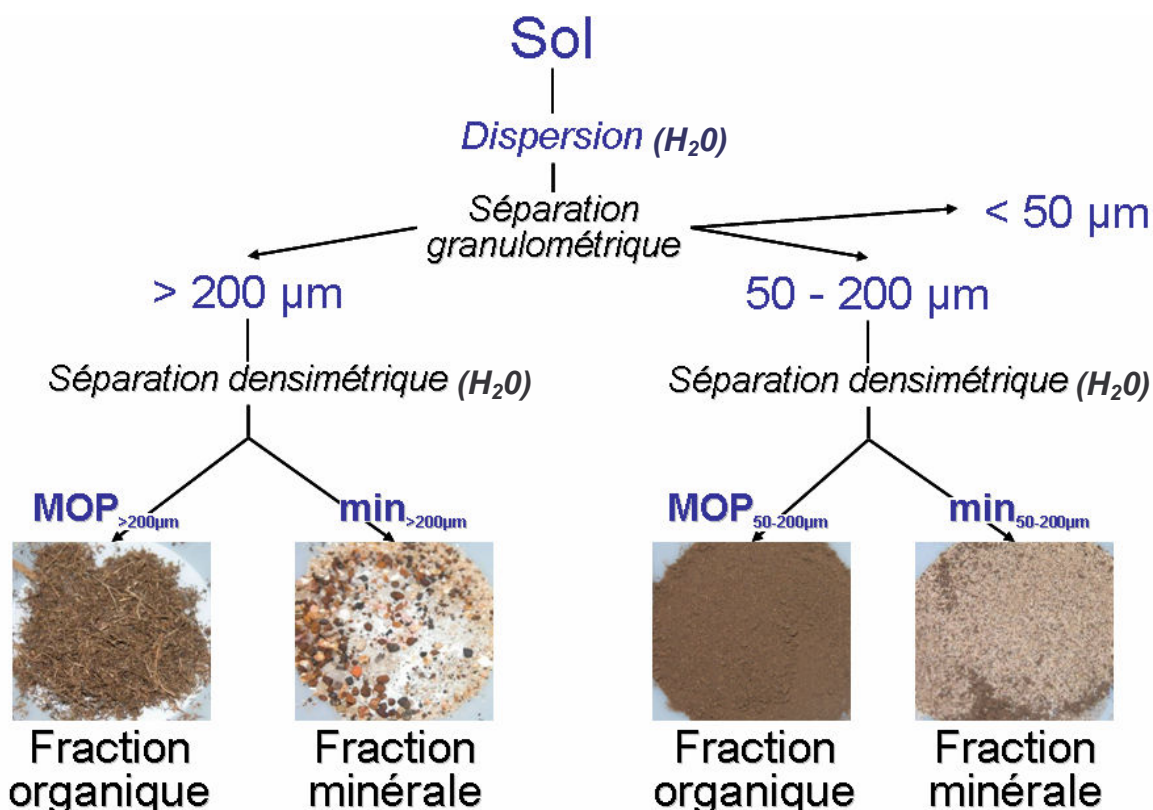 Sol
Dispersion (H₂0)
Séparation
granulométrique
< 50 µm
> 200 µm
50 - 200 µm
Séparation densimétrique (H₂0)
Séparation densimétrique (H₂0)
MOP>200µm
min>200µm
MOP50-200µm
min50-200µm
Fraction
organique
Fraction
minérale
Fraction
organique
Fraction
minérale